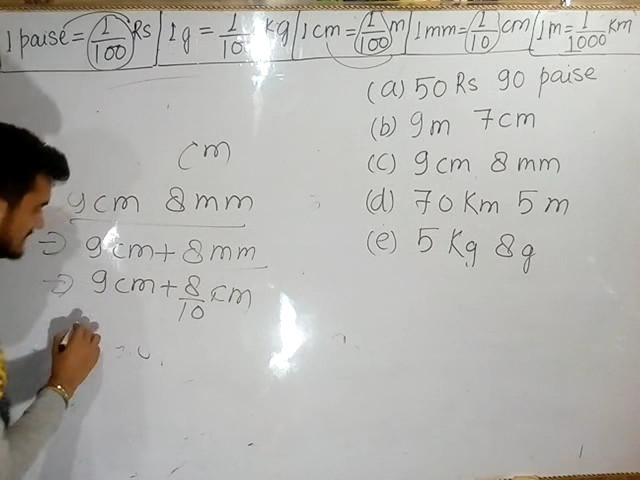 1 paise = 1/100 Rs | 1g = 1/10 kg | 1cm = 1/100 m | 1mm = 1/10 cm | 1m = 1/1000 Km
(a) 50 Rs 90 paise
(b) 9m 7cm
(c) 9cm 8mm
(d) 70 Km 5 m
(e) 5 Kg 8g
cm
9cm 8mm
⇒ 9cm + 8mm
⇒ 9cm + 8/10 cm